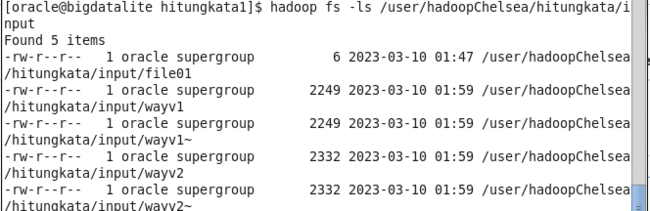 [oracle@bigdatalite hitungkata1]$ hadoop fs -ls /user/hadoopChelsea/hitungkata/i
nput
Found 5 items
-rw-r--r--   1 oracle supergroup          6 2023-03-10 01:47 /user/hadoopChelsea
/hitungkata/input/file01
-rw-r--r--   1 oracle supergroup       2249 2023-03-10 01:59 /user/hadoopChelsea
/hitungkata/input/wayv1
-rw-r--r--   1 oracle supergroup       2249 2023-03-10 01:59 /user/hadoopChelsea
/hitungkata/input/wayv1~
-rw-r--r--   1 oracle supergroup       2332 2023-03-10 01:59 /user/hadoopChelsea
/hitungkata/input/wayv2
-rw-r--r--   1 oracle supergroup       2332 2023-03-10 01:59 /user/hadoopChelsea
/hitungkata/input/wayv2~